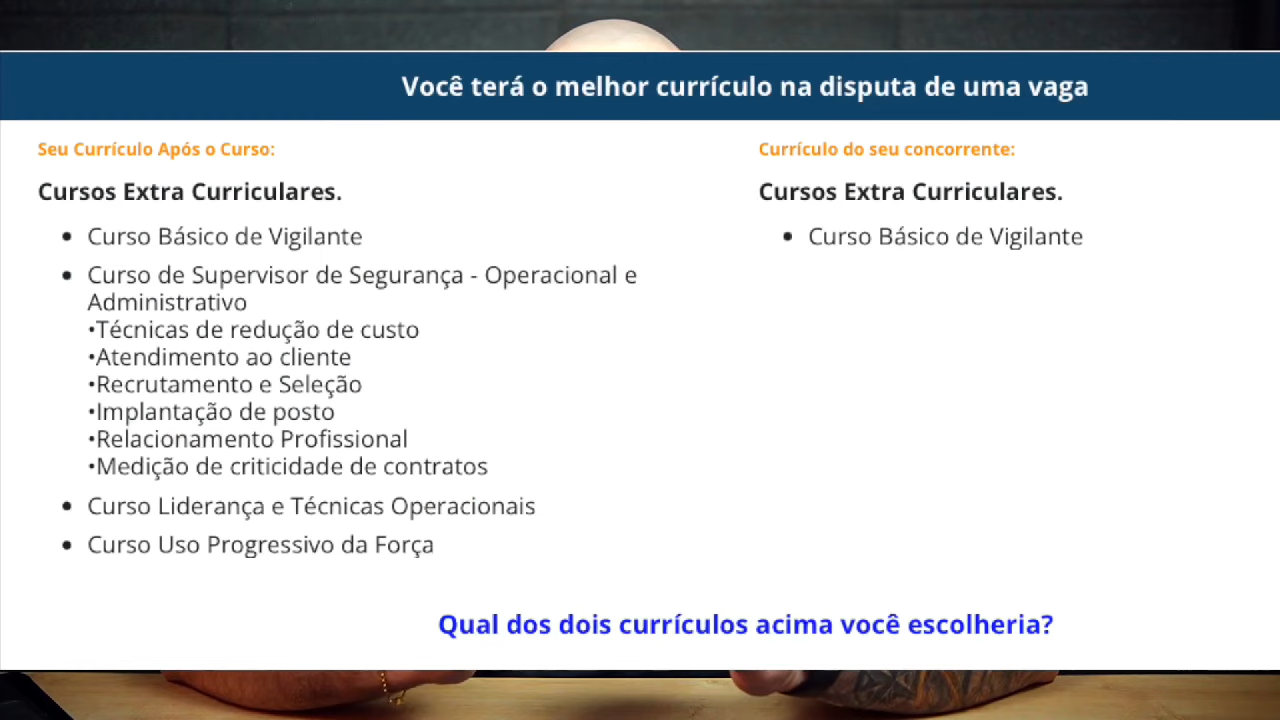 Você terá o melhor currículo na disputa de uma vaga
Seu Currículo Após o Curso:
Cursos Extra Curriculares.
• Curso Básico de Vigilante
• Curso de Supervisor de Segurança - Operacional e
Administrativo
•Técnicas de redução de custo
•Atendimento ao cliente
•Recrutamento e Seleção
•Implantação de posto
•Relacionamento Profissional
•Medição de criticidade de contratos
• Curso Liderança e Técnicas Operacionais
• Curso Uso Progressivo da Força
Currículo do seu concorrente:
Cursos Extra Curriculares.
• Curso Básico de Vigilante
Qual dos dois currículos acima você escolheria?